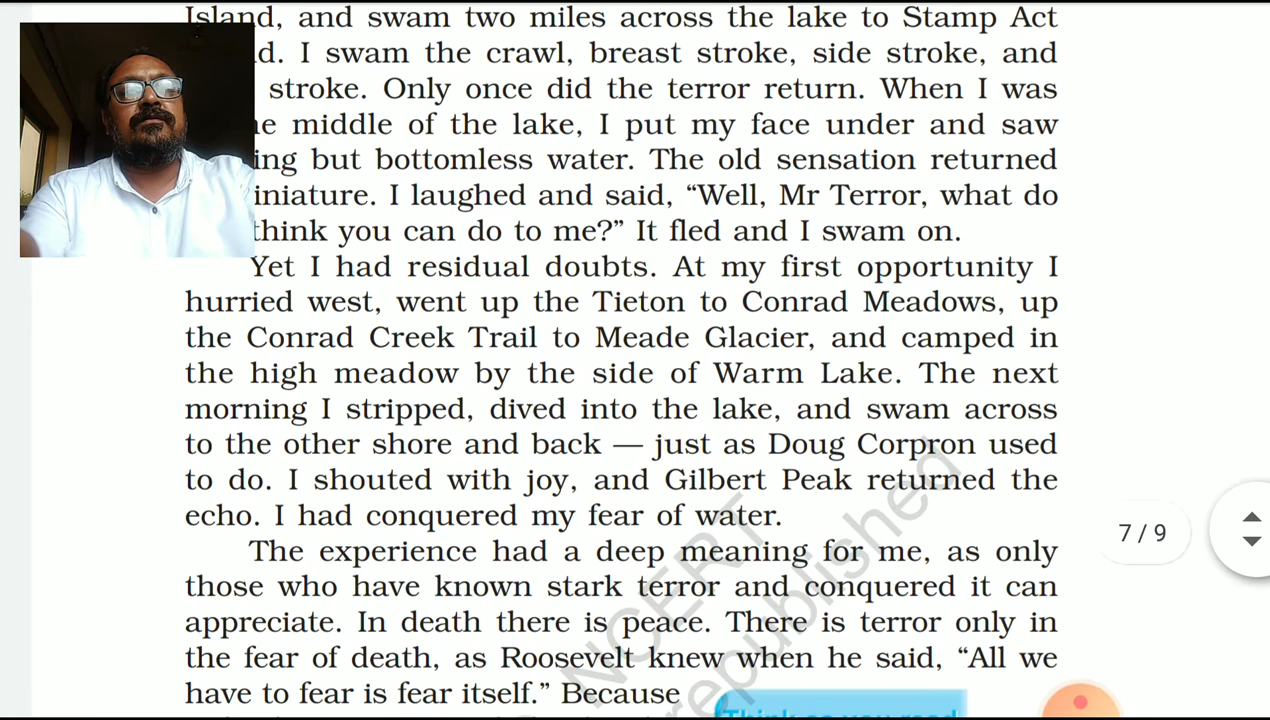 Island, and swam two miles across the lake to Stamp Act
d. I swam the crawl, breast stroke, side stroke, and
stroke. Only once did the terror return. When I was
e middle of the lake, I put my face under and saw
ing but bottomless water. The old sensation returned
iniature. I laughed and said, “Well, Mr Terror, what do
think you can do to me?” It fled and I swam on.
Yet I had residual doubts. At my first opportunity I
hurried west, went up the Tieton to Conrad Meadows, up
the Conrad Creek Trail to Meade Glacier, and camped in
the high meadow by the side of Warm Lake. The next
morning I stripped, dived into the lake, and swam across
to the other shore and back — just as Doug Corpron used
to do. I shouted with joy, and Gilbert Peak returned the
echo. I had conquered my fear of water.
The experience had a deep meaning for me, as only
those who have known stark terror and conquered it can
appreciate. In death there is peace. There is terror only in
the fear of death, as Roosevelt knew when he said, “All we
have to fear is fear itself.” Because
Think as you read
7 / 9
NCERT
republished